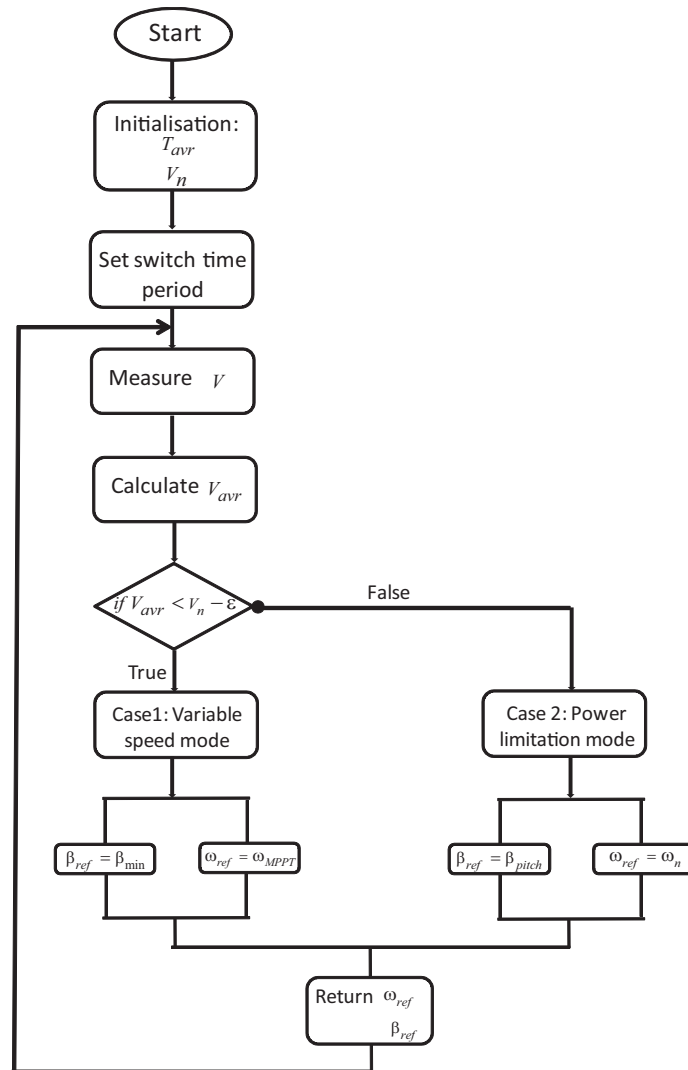 Start
Initialisation:
T_avr
V_n
Set switch time
period
Measure V
Calculate V_avr
if V_avr < V_n − ε
False
True
Case1: Variable
speed mode
Case 2: Power
limitation mode
β_ref = β_min
ω_ref = ω_MPPT
β_ref = β_pitch
ω_ref = ω_n
Return ω_ref
β_ref